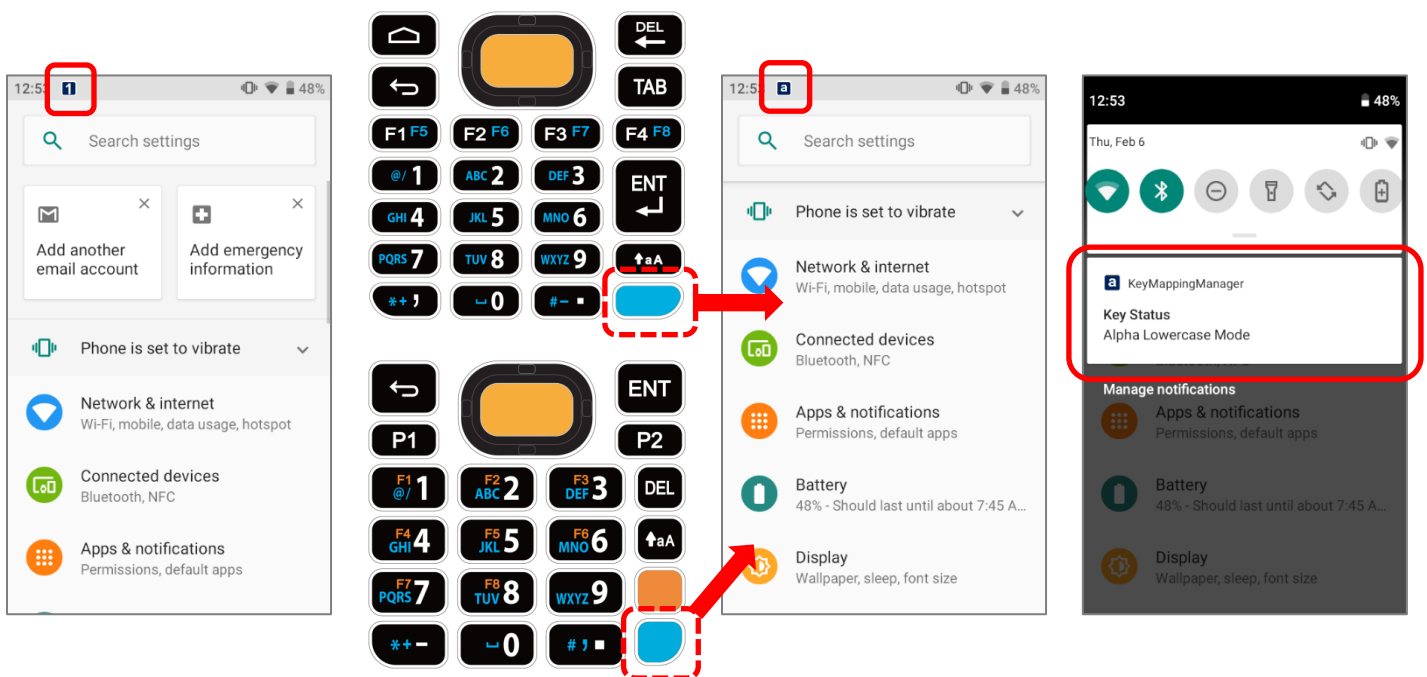 12:53 1 48%
Search settings
Add another
email account
Add emergency
information
Phone is set to vibrate
Network & internet
Wi-Fi, mobile, data usage, hotspot
Connected devices
Bluetooth, NFC
Apps & notifications
Permissions, default apps
DEL
TAB
F1 F5 F2 F6 F3 F7 F4 F8
@/ 1 ABC 2 DEF 3 ENT
GHI 4 JKL 5 MNO 6
PQRS 7 TUV 8 WXYZ 9 aA
*+ , 0 #- .
ENT
P1 P2
F1 F2 F3
@/ 1 ABC 2 DEF 3 DEL
F4 F5 F6
GHI 4 JKL 5 MNO 6 aA
F7 F8
PQRS 7 TUV 8 WXYZ 9
*+ - 0 # , .
12:53 a 48%
Search settings
Phone is set to vibrate
Network & internet
Wi-Fi, mobile, data usage, hotspot
Connected devices
Bluetooth, NFC
Apps & notifications
Permissions, default apps
Battery
48% - Should last until about 7:45 A...
Display
Wallpaper, sleep, font size
12:53 48%
Thu, Feb 6
a KeyMappingManager
Key Status
Alpha Lowercase Mode
Manage notifications
Apps & notifications
Permissions, default apps
Battery
48% - Should last until about 7:45 A...
Display
Wallpaper, sleep, font size